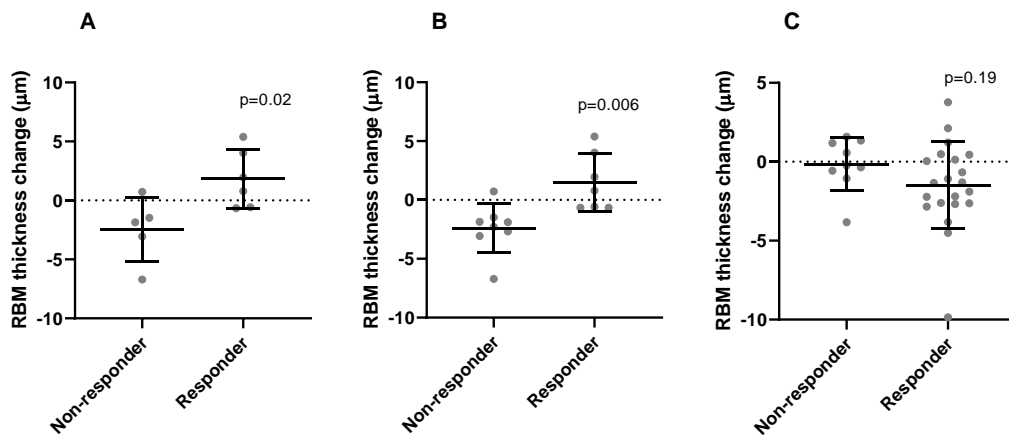 A
RBM thickness change (μm)
10
5
0
-5
-10
p=0.02
Non-responder
Responder
B
RBM thickness change (μm)
10
5
0
-5
-10
p=0.006
Non-responder
Responder
C
RBM thickness change (μm)
5
0
-5
-10
p=0.19
Non-responder
Responder